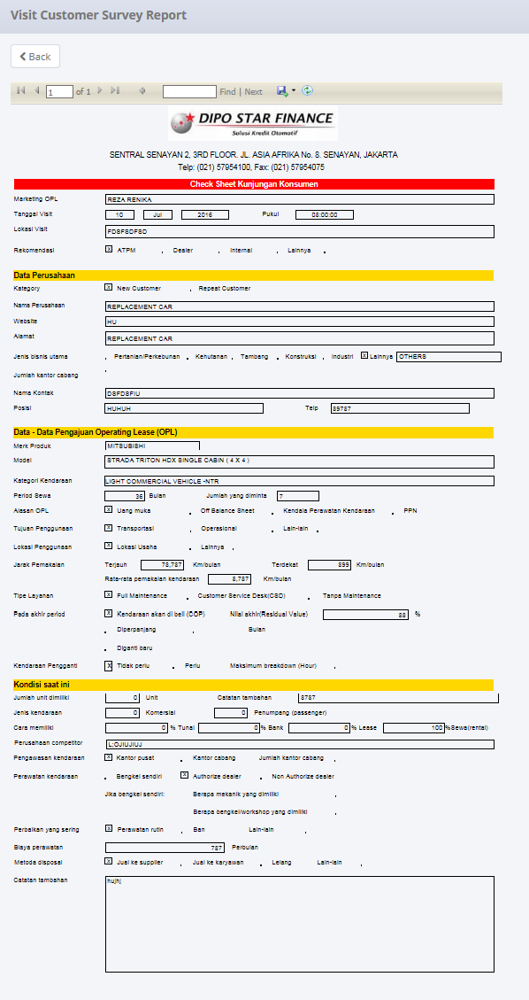 Visit Customer Survey Report
Back
1 of 1 Find | Next
DIPO STAR FINANCE
Solusi Kredit Otomotif
SENTRAL SENAYAN 2, 3RD FLOOR. JL. ASIA AFRIKA No. 8. SENAYAN, JAKARTA
Telp: (021) 57954100, Fax: (021) 57954075
Check Sheet Kunjungan Konsumen
Marketing OPL REZA RENIKA
Tanggal Visit 10 Jul 2016 Pukul 08:00:00
Lokasi Visit FDSFSDFSD
Rekomendasi X ATPM . Dealer . Internal . Lainnya .
Data Perusahaan
Kategory X New Customer . Repeat Customer
Nama Perusahaan REPLACEMENT CAR
Website HU
Alamat REPLACEMENT CAR
Jenis bisnis utama . Pertanian/Perkebunan . Kehutanan . Tambang . Konstruksi . Industri X Lainnya OTHERS
Jumlah kantor cabang .
Nama Kontak DSFDSFIU
Posisi HUHUH Telp 89787
Data - Data Pengajuan Operating Lease (OPL)
Merk Produk MITSUBISHI
Model STRADA TRITON HDX SINGLE CABIN ( 4 X 4 )
Kategori Kendaraan LIGHT COMMERCIAL VEHICLE -NTR
Period Sewa 36 Bulan Jumlah yang diminta 7
Alasan OPL X Uang muka . Off Balance Sheet . Kendala Perawatan Kendaraan . PPN
Tujuan Penggunaan X Transportasi . Operasional . Lain-lain .
Lokasi Penggunaan X Lokasi Usaha . Lainnya .
Jarak Pemakaian Terjauh 78,787 Km/bulan Terdekat 899 Km/bulan
Rata-rata pemakaian kendaraan 8,787 Km/bulan
Tipe Layanan X Full Maintenance . Customer Service Desk(CSD) . Tanpa Maintenance
Pada akhir period X Kendaraan akan di beli (COP) Nilai akhir(Residual Value) 88 %
. Diperpanjang . Bulan
. Diganti baru
Kendaraan Pengganti X Tidak perlu . Perlu Maksimum breakdown (Hour) .
Kondisi saat ini
Jumlah unit dimiliki 0 Unit Catatan tambahan 8787
Jenis kendaraan 0 Komersial 0 Penumpang (passenger)
Cara memiliki 0 % Tunai 0 % Bank 0 % Lease 100 %Sewa(rental)
Perusahaan competitor L;OJIUJIUJ
Pengawasan kendaraan X Kantor pusat . Kantor cabang Jumlah kantor cabang .
Perawatan kendaraan . Bengkel sendiri X Authorize dealer . Non Authorize dealer
Jika bengkel sendiri: Berapa mekanik yang dimiliki .
Berapa bengkel/workshop yang dimiliki .
Perbaikan yang sering X Perawatan rutin . Ban Lain-lain .
Biaya perawatan 787 Perbulan
Metoda disposal X Jual ke supplier . Jual ke karyawan . Lelang Lain-lain .
Catatan tambahan hujhj